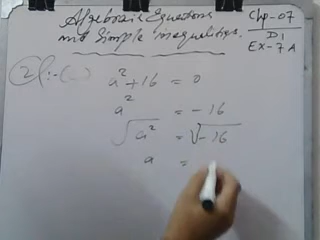 Algebraic Equations
and Simple inequalities.
Chp-07
D1
EX-7A
a² + 16 = 0
a² = -16
√a² = √-16
a =